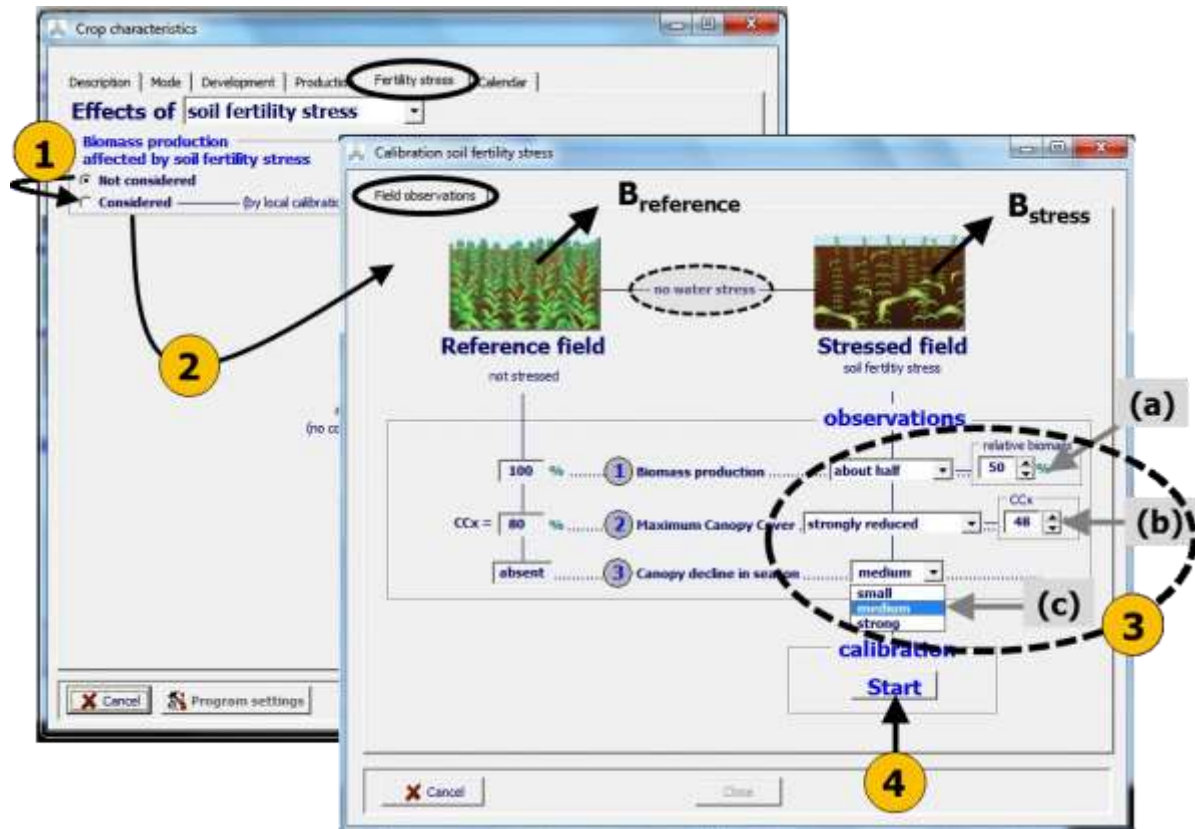 Crop characteristics
Description | Mode | Development | Producti
Fertility stress
Calendar
Effects of soil fertility stress
1
Biomass production
affected by soil fertility stress
Not considered
Considered (by local calibratio
2
(no co
Cancel
Program settings
Calibration soil fertility stress
Field observations
Breference
Bstress
no water stress
Reference field
not stressed
Stressed field
soil fertility stress
observations
relative biomass
100 % 1 Biomass production about half 50 %
(a)
CCx
CCx = 80 % 2 Maximum Canopy Cover strongly reduced 48
(b)
absent 3 Canopy decline in season medium
small
medium
strong
(c)
3
calibration
Start
4
Cancel
Close